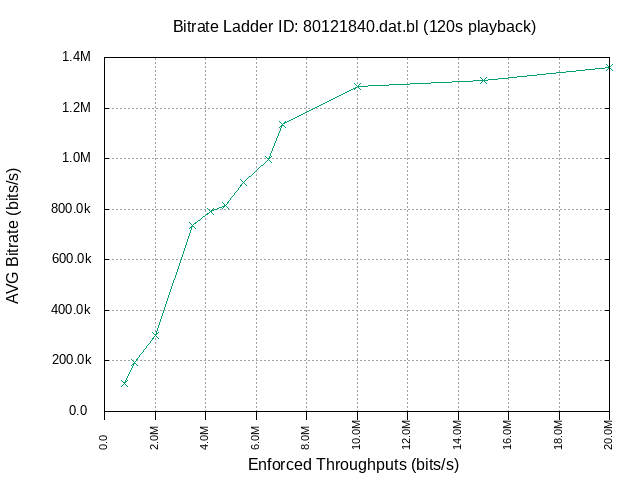 Bitrate Ladder ID: 80121840.dat.bl (120s playback)
1.4M
1.2M
1.0M
800.0k
600.0k
400.0k
200.0k
0.0
AVG Bitrate (bits/s)
0.0
2.0M
4.0M
6.0M
8.0M
10.0M
12.0M
14.0M
16.0M
18.0M
20.0M
Enforced Throughputs (bits/s)